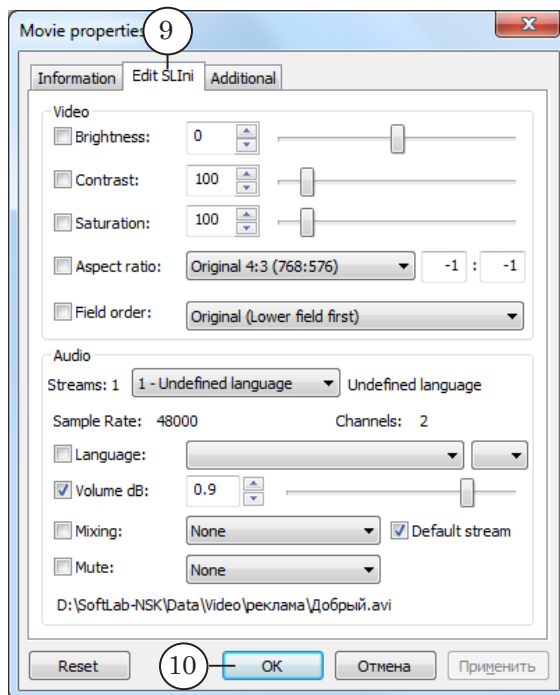 Movie properties 9
Information Edit SLIni Additional
Video
Brightness: 0
Contrast: 100
Saturation: 100
Aspect ratio: Original 4:3 (768:576) -1 : -1
Field order: Original (Lower field first)
Audio
Streams: 1 1 - Undefined language Undefined language
Sample Rate: 48000 Channels: 2
Language:
Volume dB: 0.9
Mixing: None Default stream
Mute: None
D:\SoftLab-NSK\Data\Video\реклама\Добрый.avi
Reset 10 OK Отмена Применить